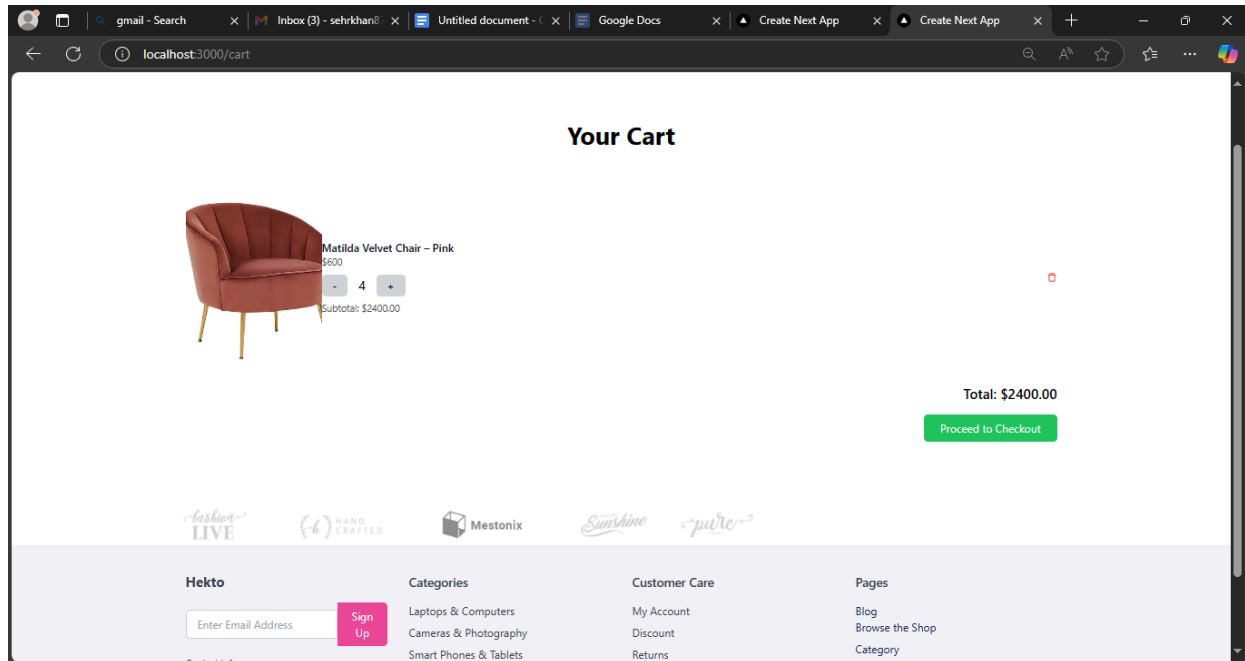 gmail - Search
Inbox (3) - sehrkhan8
Untitled document -
Google Docs
Create Next App
Create Next App
localhost:3000/cart
Your Cart
Matilda Velvet Chair – Pink
$600
- 4 +
Subtotal: $2400.00
Total: $2400.00
Proceed to Checkout
fashion LIVE
HAND CRAFTED
Mestonix
Sunshine
pure
Hekto
Enter Email Address
Sign Up
Categories
Laptops & Computers
Cameras & Photography
Smart Phones & Tablets
Customer Care
My Account
Discount
Returns
Pages
Blog
Browse the Shop
Category